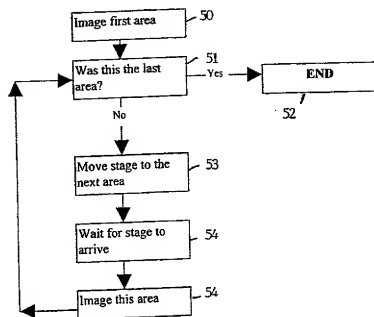 Image first area
50
Was this the last
area?
51
Yes
END
52
No
Move stage to the
next area
53
Wait for stage to
arrive
54
Image this area
54